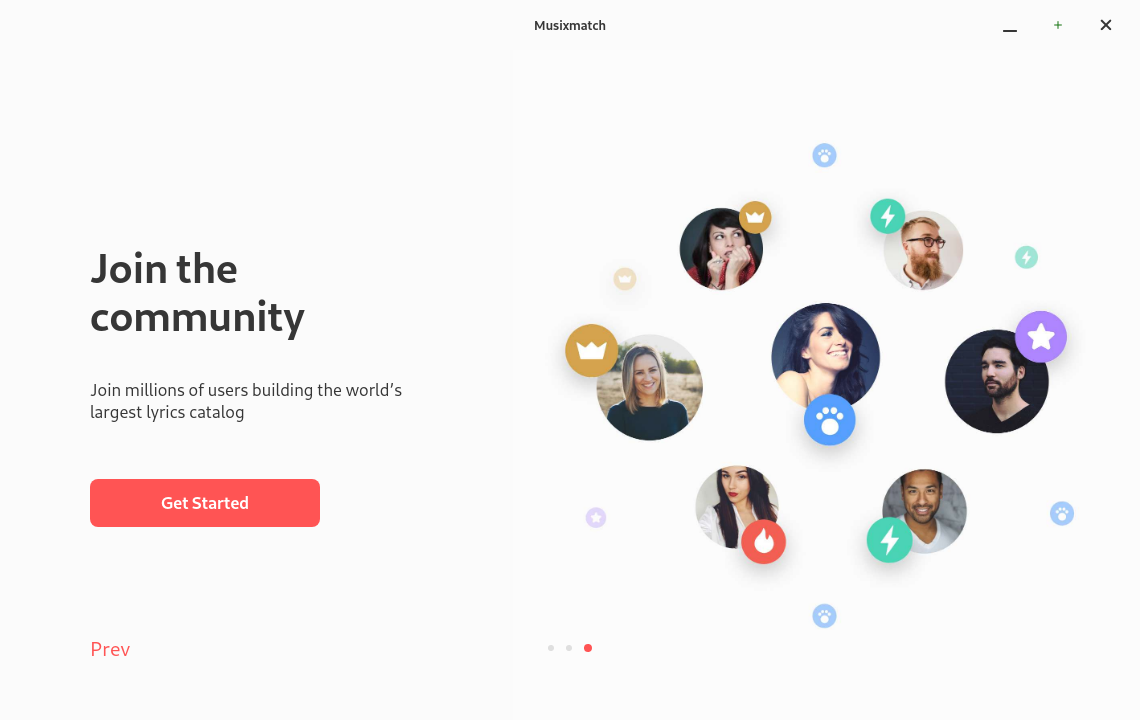 Musixmatch
Join the
community
Join millions of users building the world’s
largest lyrics catalog
Get Started
Prev